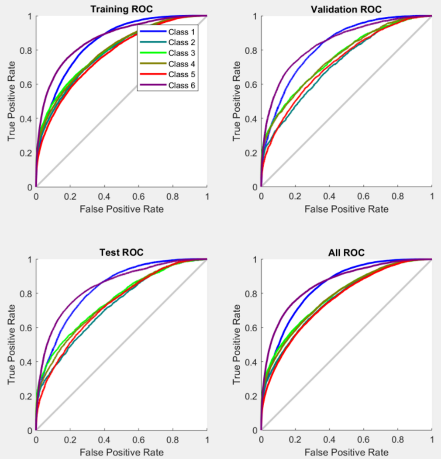 Training ROC
1
0.8
0.6
0.4
0.2
0
True Positive Rate
0 0.2 0.4 0.6 0.8 1
False Positive Rate
Class 1
Class 2
Class 3
Class 4
Class 5
Class 6
Validation ROC
1
0.8
0.6
0.4
0.2
0
True Positive Rate
0 0.2 0.4 0.6 0.8 1
False Positive Rate
Test ROC
1
0.8
0.6
0.4
0.2
0
True Positive Rate
0 0.2 0.4 0.6 0.8 1
False Positive Rate
All ROC
1
0.8
0.6
0.4
0.2
0
True Positive Rate
0 0.2 0.4 0.6 0.8 1
False Positive Rate